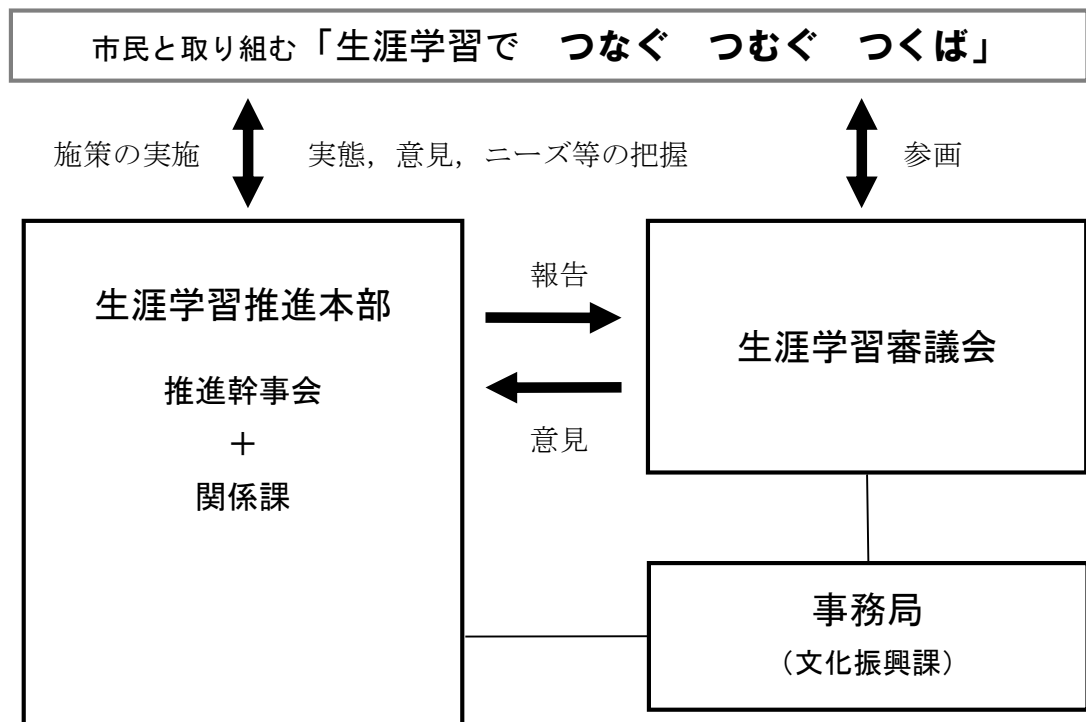 市民と取り組む「生涯学習で　つなぐ　つむぐ　つくば」
施策の実施
実態，意見，ニーズ等の把握
参画
生涯学習推進本部
推進幹事会
＋
関係課
報告
意見
生涯学習審議会
事務局
（文化振興課）